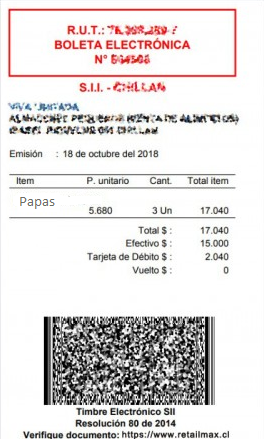 R.U.T.:
BOLETA ELECTRÓNICA
N°
S.I.I. - CHILLAN
Emisión : 18 de octubre del 2018
Item P. unitario Cant. Total item
Papas
5.680 3 Un 17.040
Total $ : 17.040
Efectivo $ : 15.000
Tarjeta de Débito $ : 2.040
Vuelto $ : 0
Timbre Electrónico SII
Resolución 80 de 2014
Verifique documento: https://www.retailmax.cl